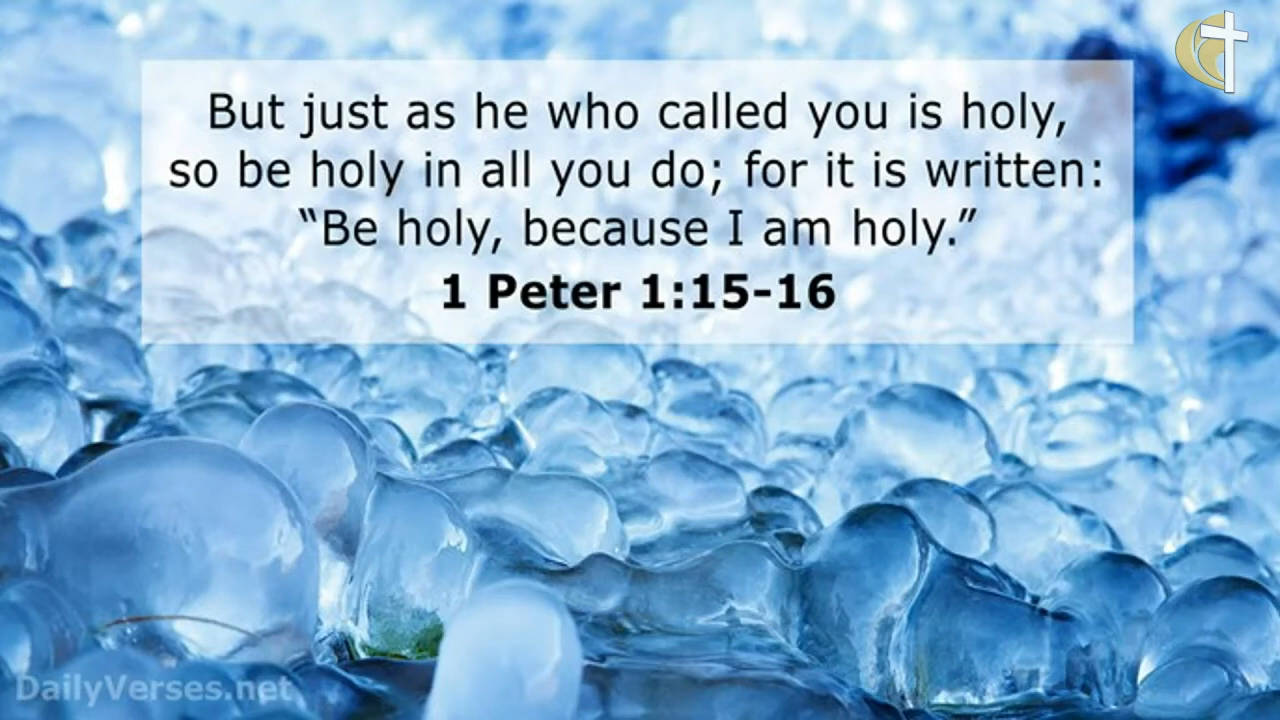 But just as he who called you is holy,
so be holy in all you do; for it is written:
“Be holy, because I am holy.”
1 Peter 1:15-16
DailyVerses.net